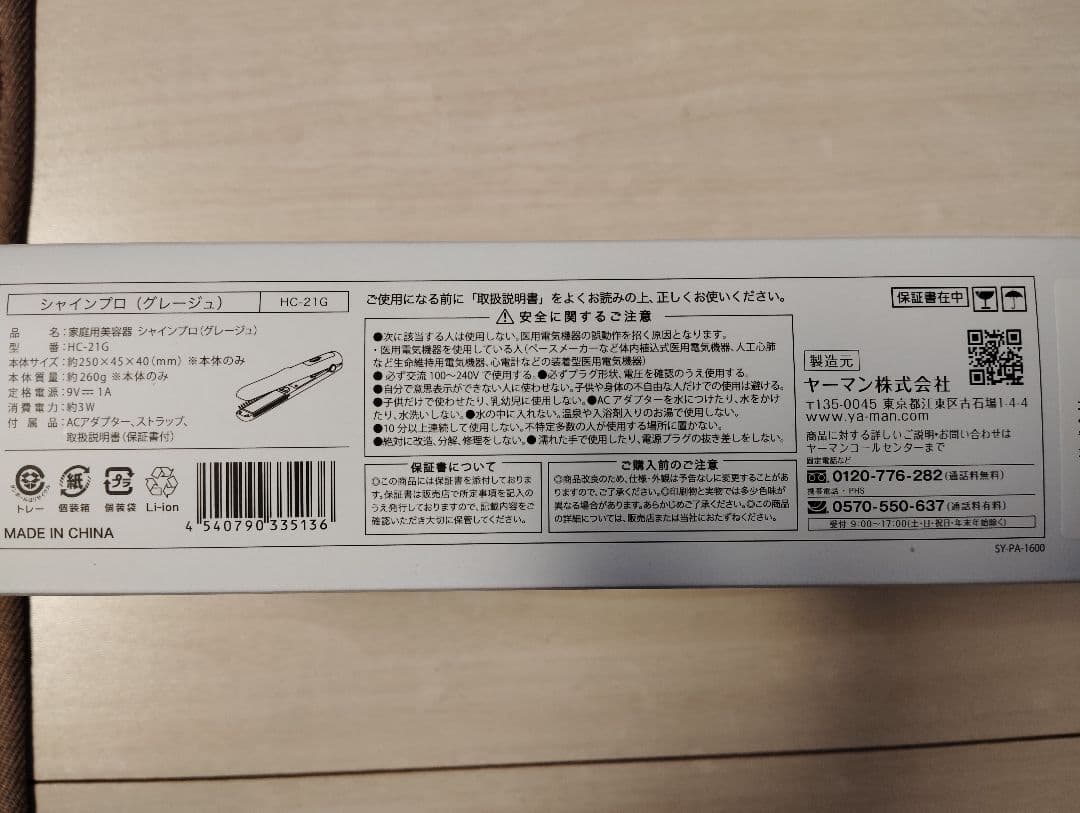 シャインプロ（グレージュ） HC-21G
品　　名：家庭用美容器 シャインプロ(グレージュ)
型　　番：HC-21G
本体サイズ：約250×45×40(mm) ※本体のみ
本体質量：約260g ※本体のみ
定格電源：9V⎓1A
消費電力：約3W
付属品：ACアダプター、ストラップ、
取扱説明書(保証書付)
ダンボールはリサイクル
トレー
紙
個装箱
プラ
個装袋
Li-ion
4 540790 335136
MADE IN CHINA
ご使用になる前に「取扱説明書」をよくお読みの上、正しくお使いください。
安全に関するご注意
●次に該当する人は使用しない。医用電気機器の誤動作を招く原因となります。
・医用電気機器を使用している人(ペースメーカーなど体内植込式医用電気機器、人工心肺
など生命維持用電気機器、心電計などの装着型医用電気機器)
●必ず交流100〜240Vで使用する。●必ずプラグ形状、電圧を確認のうえ使用する。
●自分で意思表示ができない人に使わせない。子供や身体の不自由な人だけでの使用は避ける。
●子供だけで使わせたり、乳幼児に使用しない。●ACアダプターを水につけたり、水をかけ
たり、水洗いしない。●水の中に入れない。温泉や入浴剤入りのお湯で使用しない。
●10分以上連続して使用しない。不特定多数の人が使用する場所に置かない。
●絶対に改造、分解、修理をしない。●濡れた手で使用したり、電源プラグの抜き差しをしない。
保証書について
◎この商品には保証書を添付しておりま
す。保証書は販売店で所定事項を記入の
うえ発行しておりますので、記載内容をご
確認いただき大切に保管してください。
ご購入前のご注意
◎商品改良のため、仕様・外観は予告なしに変更することがあ
りますので、ご了承ください。◎印刷物と実物では多少色味が
異なる場合があります。あらかじめご了承ください。◎この商品
の詳細については、販売店または当社におたずねください。
保証書在中
製造元
ヤーマン株式会社
〒135-0045 東京都江東区古石場1-4-4
www.ya-man.com
商品に対する詳しいご説明・お問い合わせは
ヤーマンコールセンターまで
固定電話など
0120-776-282(通話料無料)
携帯電話・PHS
0570-550-637(通話料有料)
受付 9:00〜17:00(土・日・祝日・年末年始除く)
SY-PA-1600